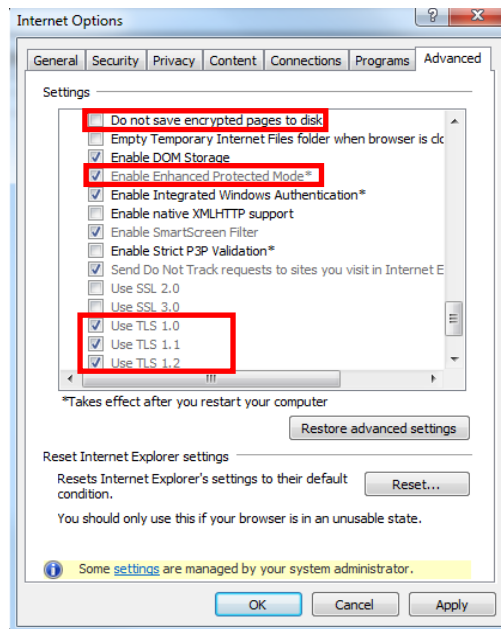 Internet Options
General Security Privacy Content Connections Programs Advanced
Settings
Do not save encrypted pages to disk
Empty Temporary Internet Files folder when browser is clo
Enable DOM Storage
Enable Enhanced Protected Mode*
Enable Integrated Windows Authentication*
Enable native XMLHTTP support
Enable SmartScreen Filter
Enable Strict P3P Validation*
Send Do Not Track requests to sites you visit in Internet E
Use SSL 2.0
Use SSL 3.0
Use TLS 1.0
Use TLS 1.1
Use TLS 1.2
*Takes effect after you restart your computer
Restore advanced settings
Reset Internet Explorer settings
Resets Internet Explorer's settings to their default
condition.
Reset...
You should only use this if your browser is in an unusable state.
Some settings are managed by your system administrator.
OK Cancel Apply